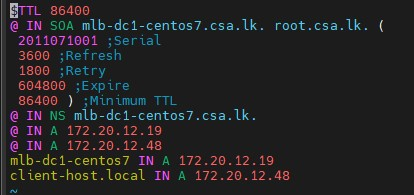 $TTL 86400
@ IN SOA mlb-dc1-centos7.csa.lk. root.csa.lk. (
2011071001 ;Serial
3600 ;Refresh
1800 ;Retry
604800 ;Expire
86400 ) ;Minimum TTL
@ IN NS mlb-dc1-centos7.csa.lk.
@ IN A 172.20.12.19
@ IN A 172.20.12.48
mlb-dc1-centos7 IN A 172.20.12.19
client-host.local IN A 172.20.12.48
~